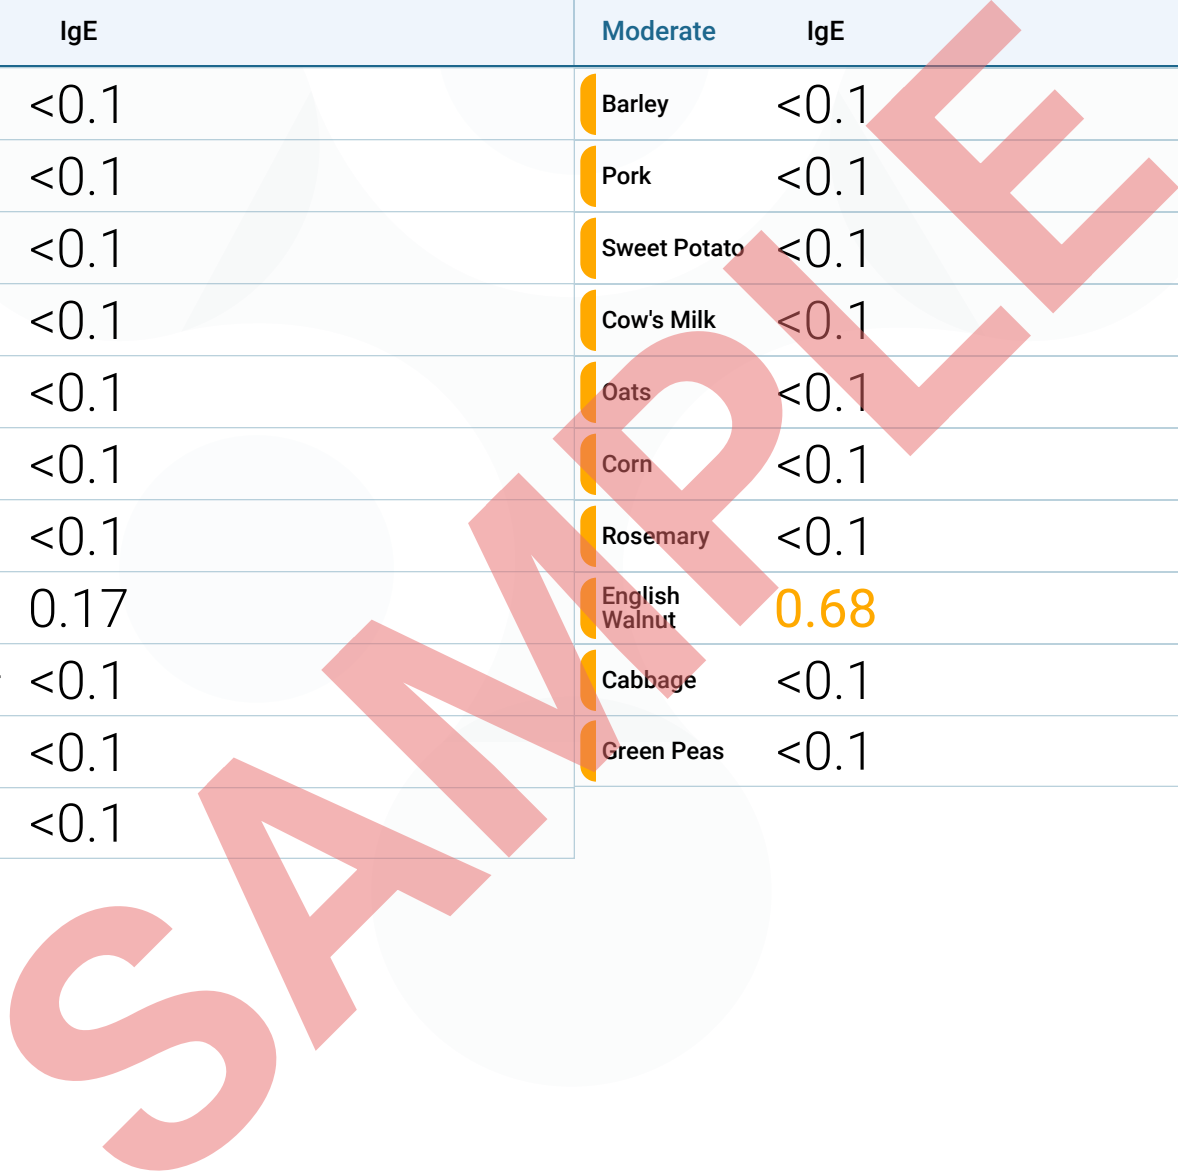 IgE Moderate IgE
<0.1 Barley <0.1
<0.1 Pork <0.1
<0.1 Sweet Potato <0.1
<0.1 Cow's Milk <0.1
<0.1 Oats <0.1
<0.1 Corn <0.1
<0.1 Rosemary <0.1
0.17 English Walnut 0.68
<0.1 Cabbage <0.1
<0.1 Green Peas <0.1
<0.1
SAMPLE